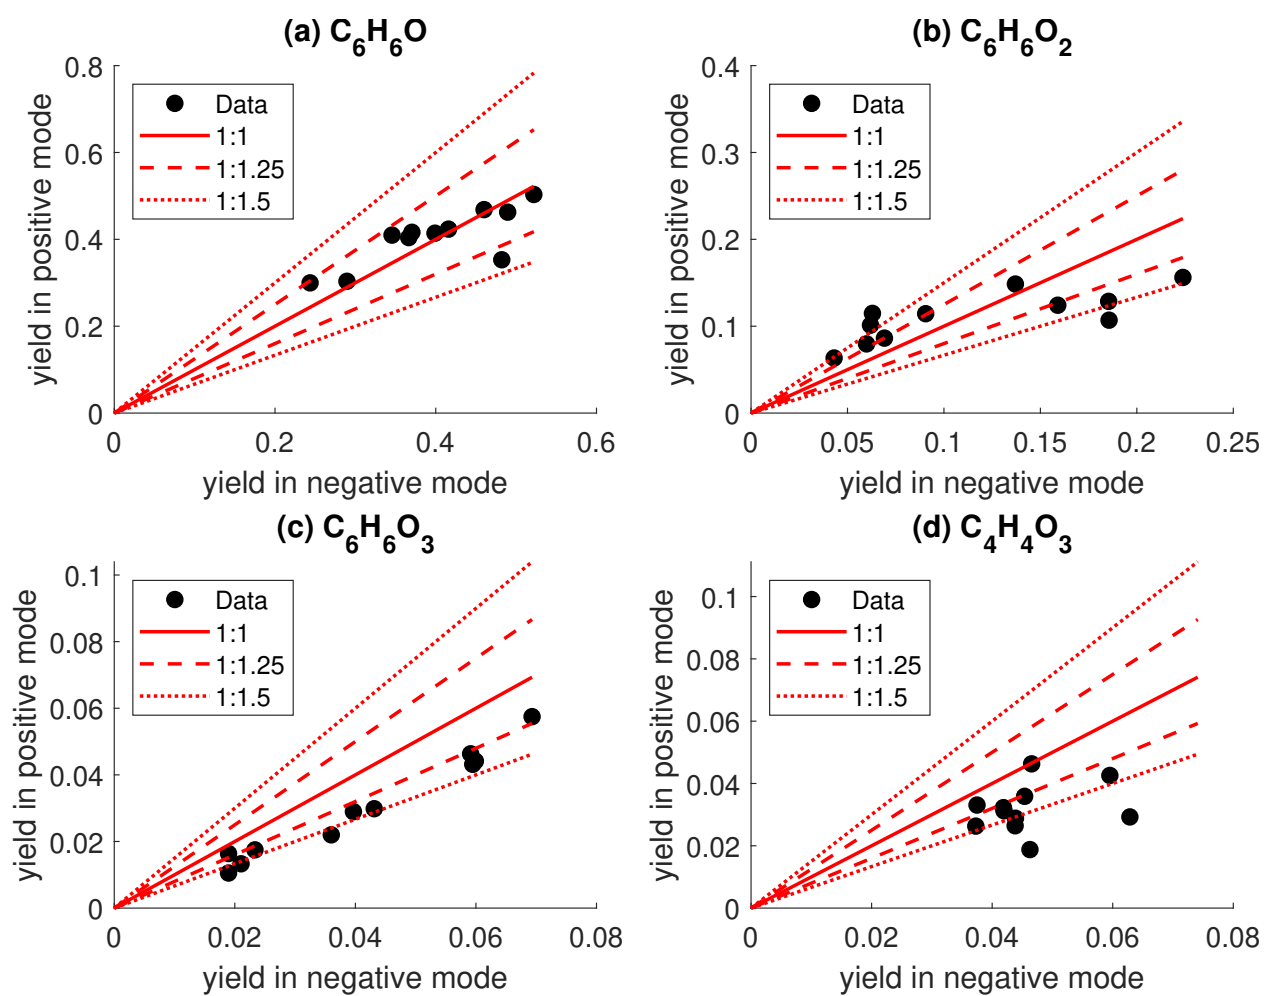 (a) C6H6O
0.8
0.6
0.4
0.2
0
yield in positive mode
Data
1:1
1:1.25
1:1.5
0 0.2 0.4 0.6
yield in negative mode
(b) C6H6O2
0.4
0.3
0.2
0.1
0
yield in positive mode
Data
1:1
1:1.25
1:1.5
0 0.05 0.1 0.15 0.2 0.25
yield in negative mode
(c) C6H6O3
0.1
0.08
0.06
0.04
0.02
0
yield in positive mode
Data
1:1
1:1.25
1:1.5
0 0.02 0.04 0.06 0.08
yield in negative mode
(d) C4H4O3
0.1
0.08
0.06
0.04
0.02
0
yield in positive mode
Data
1:1
1:1.25
1:1.5
0 0.02 0.04 0.06 0.08
yield in negative mode